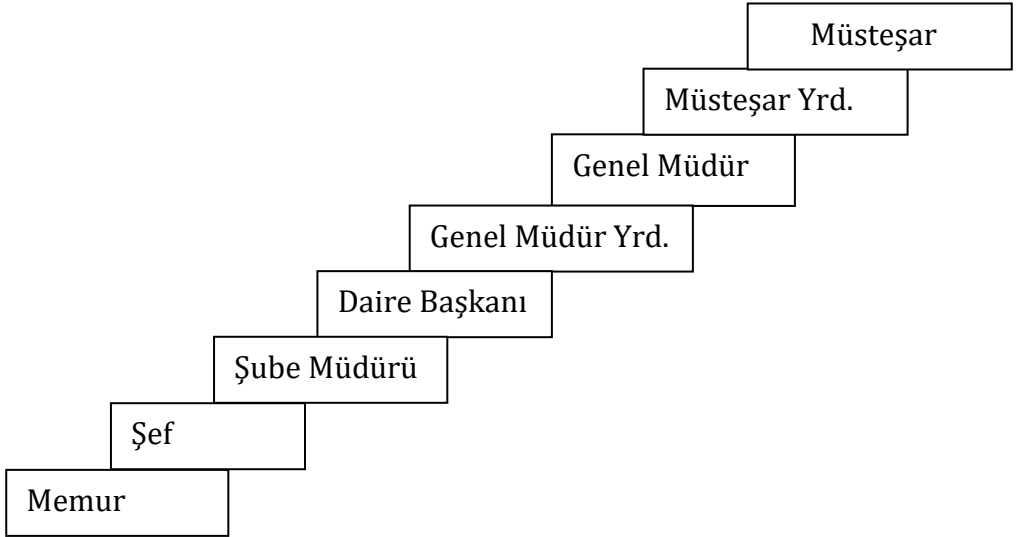 Müsteşar
Müsteşar Yrd.
Genel Müdür
Genel Müdür Yrd.
Daire Başkanı
Şube Müdürü
Şef
Memur